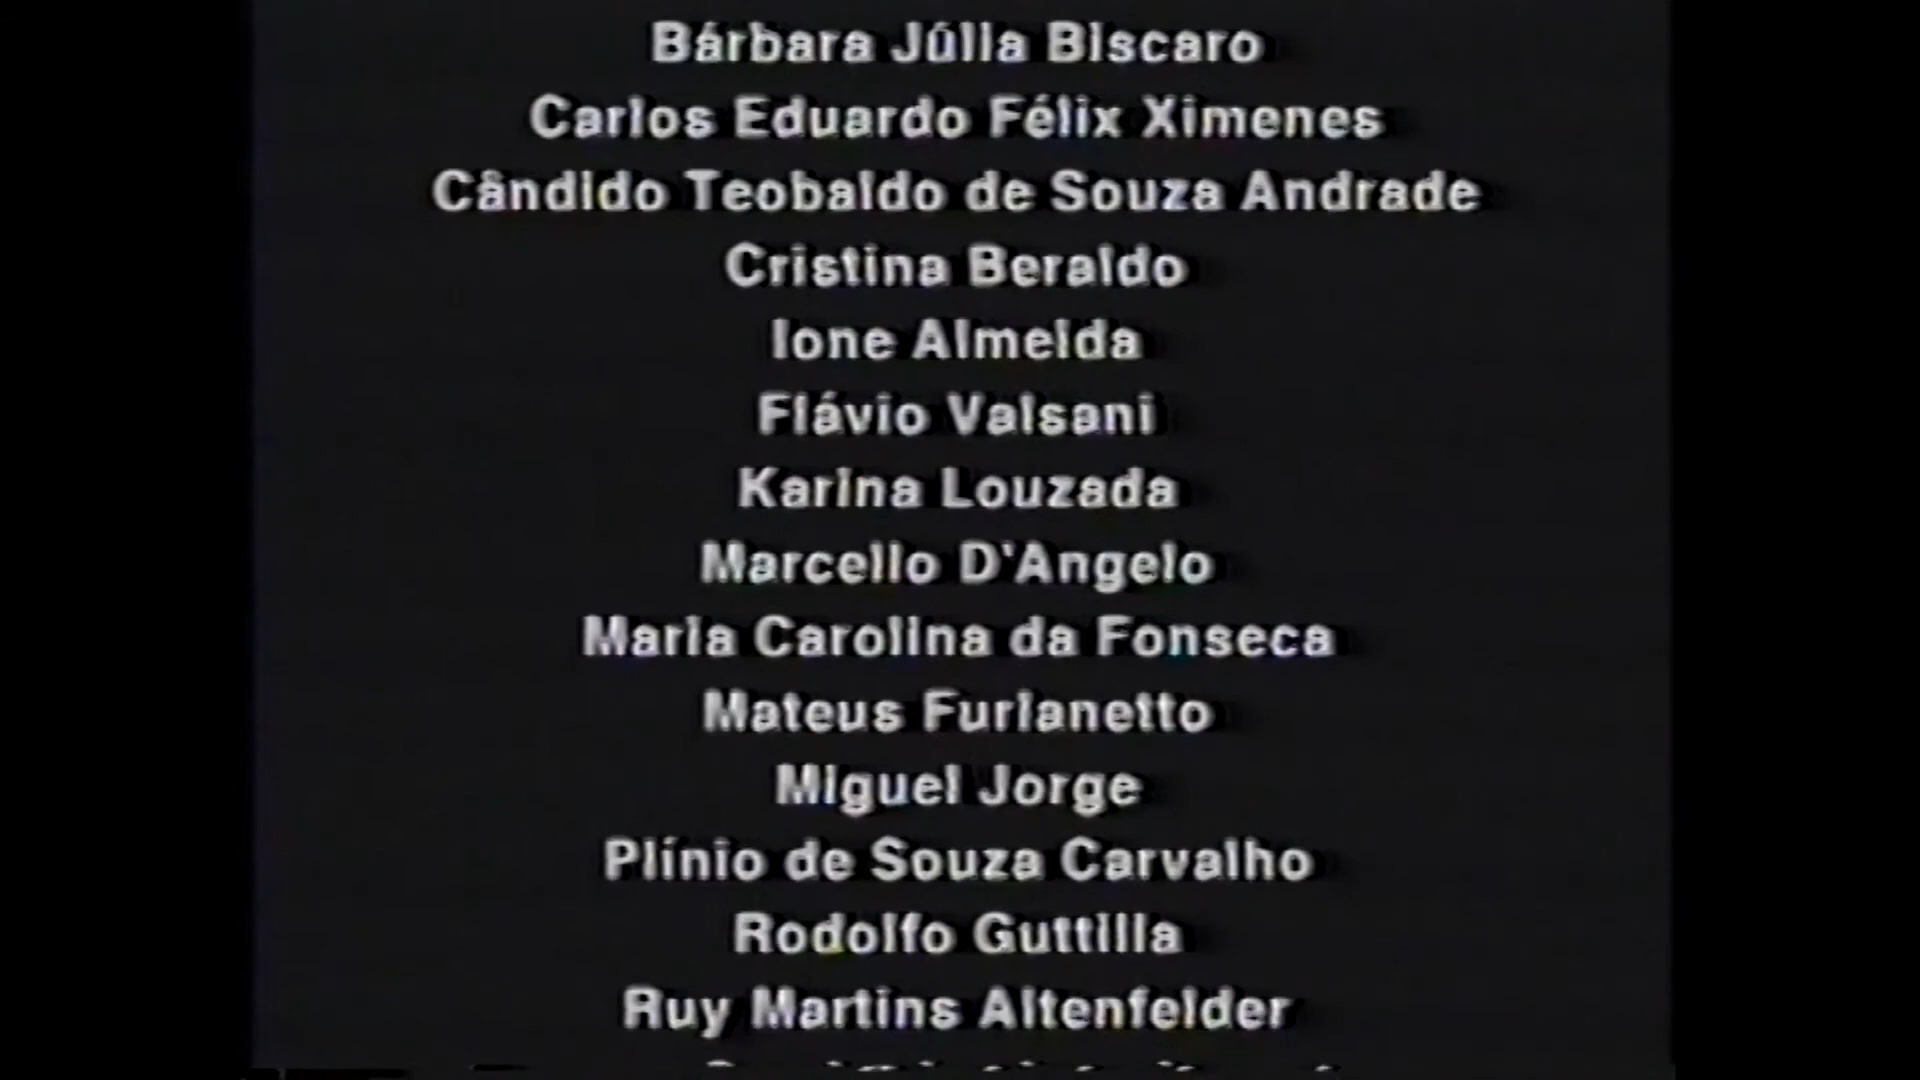 Bárbara Júlia Biscaro
Carlos Eduardo Félix Ximenes
Cândido Teobaldo de Souza Andrade
Cristina Beraldo
Ione Almeida
Flávio Valsani
Karina Louzada
Marcello D'Angelo
Maria Carolina da Fonseca
Mateus Furlanetto
Miguel Jorge
Plínio de Souza Carvalho
Rodolfo Guttilla
Ruy Martins Altenfelder